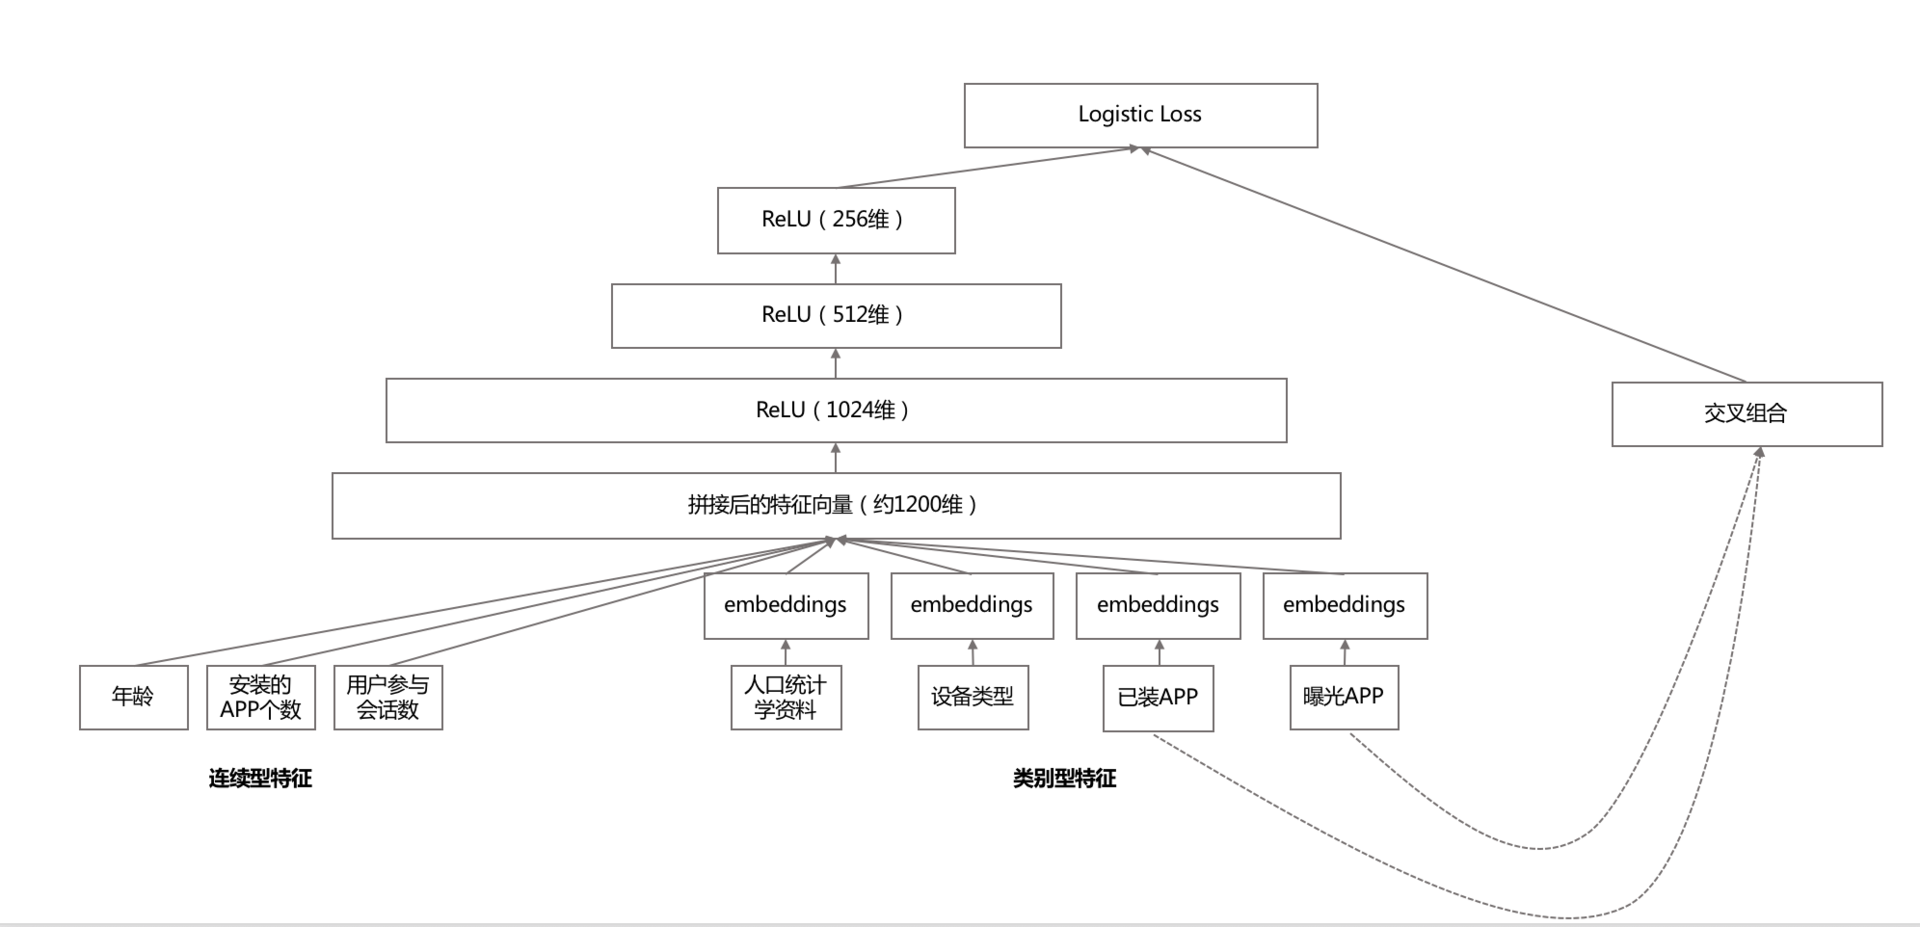 Logistic Loss
ReLU（256维）
ReLU（512维）
ReLU（1024维）
交叉组合
拼接后的特征向量（约1200维）
embeddings
embeddings
embeddings
embeddings
年龄
安装的
APP个数
用户参与
会话数
人口统计
学资料
设备类型
已装APP
曝光APP
连续型特征
类别型特征